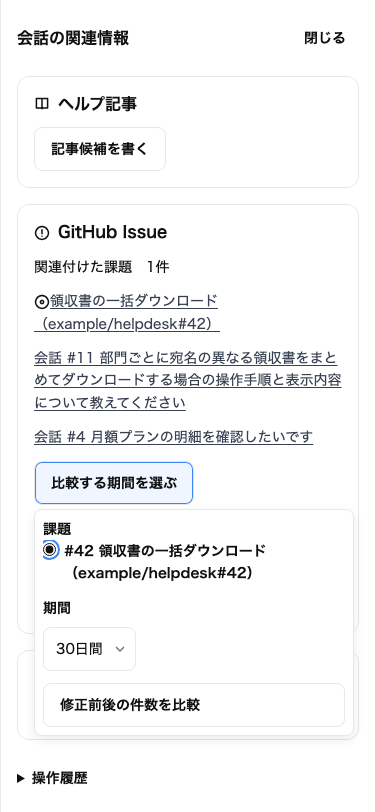 会話の関連情報
閉じる
ヘルプ記事
記事候補を書く
GitHub Issue
関連付けた課題　1件
領収書の一括ダウンロード
（example/helpdesk#42）
会話 #11 部門ごとに宛名の異なる領収書をまと
めてダウンロードする場合の操作手順と表示内容
について教えてください
会話 #4 月額プランの明細を確認したいです
比較する期間を選ぶ
課題
#42 領収書の一括ダウンロード
（example/helpdesk#42）
期間
30日間
修正前後の件数を比較
操作履歴